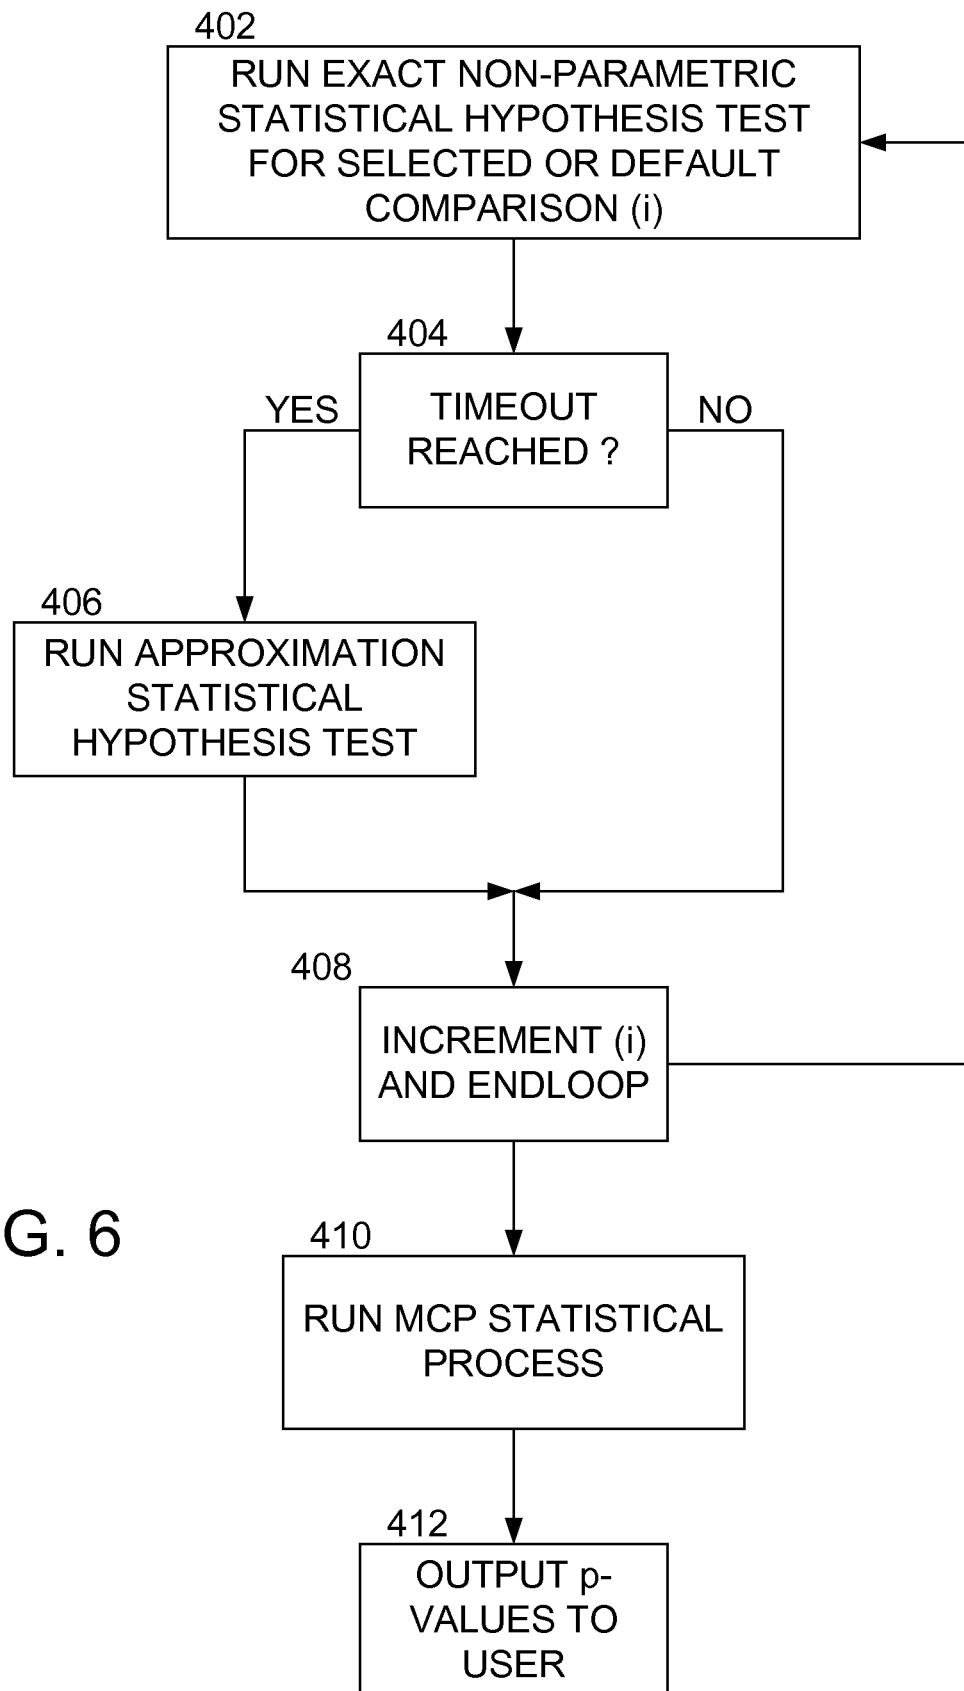 402
RUN EXACT NON-PARAMETRIC
STATISTICAL HYPOTHESIS TEST
FOR SELECTED OR DEFAULT
COMPARISON (i)
404
TIMEOUT
REACHED ?
YES
NO
406
RUN APPROXIMATION
STATISTICAL
HYPOTHESIS TEST
408
INCREMENT (i)
AND ENDLOOP
G. 6
410
RUN MCP STATISTICAL
PROCESS
412
OUTPUT p-
VALUES TO
USER